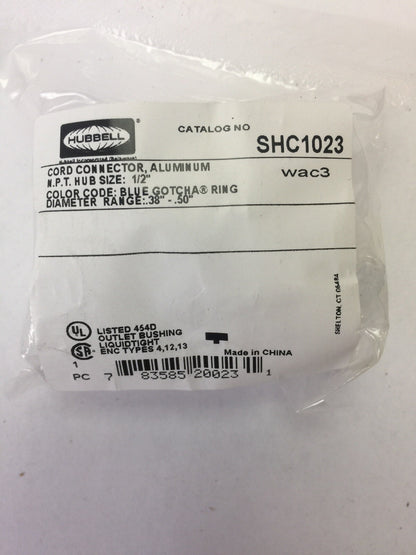 HUBBELL
CATALOG NO
SHC1023
CORD CONNECTOR, ALUMINUM
wac3
N.P.T. HUB SIZE: 1/2"
COLOR CODE: BLUE GOTCHA® RING
DIAMETER RANGE:.38" - .50"
SHELTON, CT 06484
UL
LISTED 454D
OUTLET BUSHING
SA
LIQUIDTIGHT
ENC TYPES 4,12,13
Made in CHINA
1
PC 7 83585 20023 1